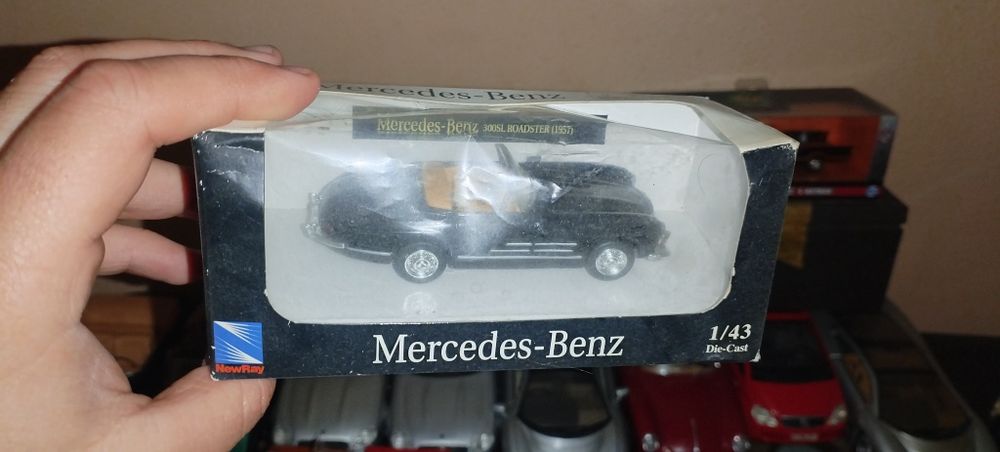 Mercedes-Benz
Mercedes-Benz 300SL ROADSTER (1957)
Mercedes-Benz
1/43
Die-Cast
NewRay